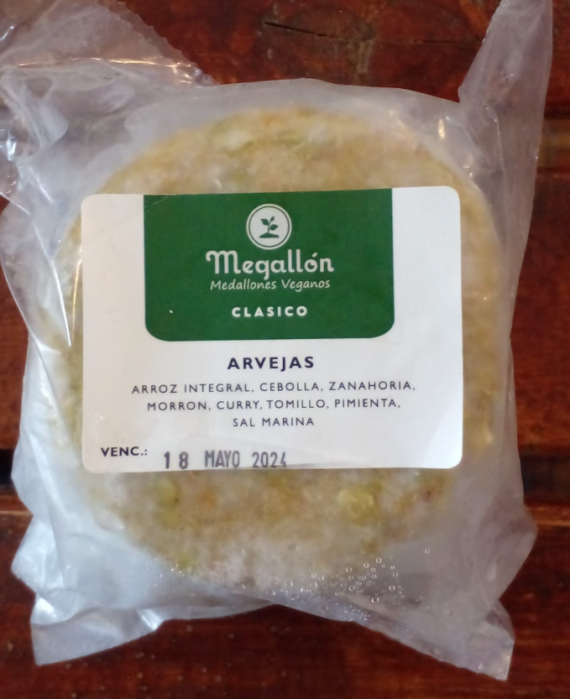 Megallón
Medallones Veganos
CLASICO
ARVEJAS
ARROZ INTEGRAL, CEBOLLA, ZANAHORIA,
MORRON, CURRY, TOMILLO, PIMIENTA,
SAL MARINA
VENC.: 18 MAYO 2024